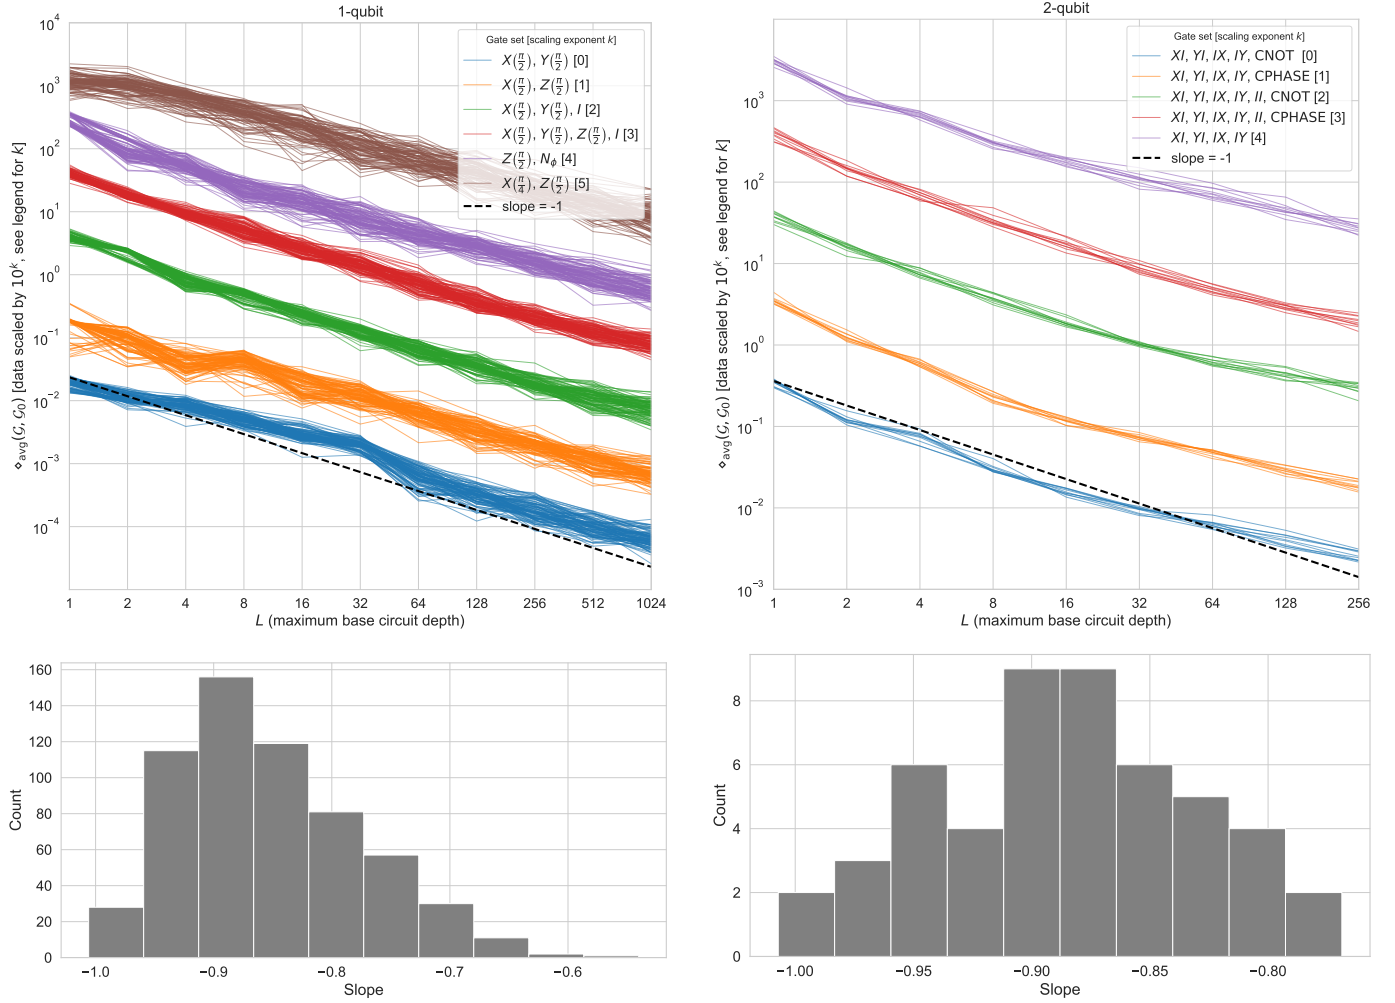 1-qubit
⋄avg(𝒢, 𝒢0) [data scaled by 10^k, see legend for k]
10^4
10^3
10^2
10^1
10^0
10^−1
10^−2
10^−3
10^−4
Gate set [scaling exponent k]
X(π/2), Y(π/2) [0]
X(π/2), Z(π/2) [1]
X(π/2), Y(π/2), I [2]
X(π/2), Y(π/2), Z(π/2), I [3]
Z(π/2), Nϕ [4]
X(π/4), Z(π/2) [5]
slope = -1
1 2 4 8 16 32 64 128 256 512 1024
L (maximum base circuit depth)
2-qubit
⋄avg(𝒢, 𝒢0) [data scaled by 10^k, see legend for k]
10^3
10^2
10^1
10^0
10^−1
10^−2
10^−3
Gate set [scaling exponent k]
XI, YI, IX, IY, CNOT [0]
XI, YI, IX, IY, CPHASE [1]
XI, YI, IX, IY, II, CNOT [2]
XI, YI, IX, IY, II, CPHASE [3]
XI, YI, IX, IY [4]
slope = -1
1 2 4 8 16 32 64 128 256
L (maximum base circuit depth)
Count
160
140
120
100
80
60
40
20
0
−1.0 −0.9 −0.8 −0.7 −0.6
Slope
Count
8
6
4
2
0
−1.00 −0.95 −0.90 −0.85 −0.80
Slope